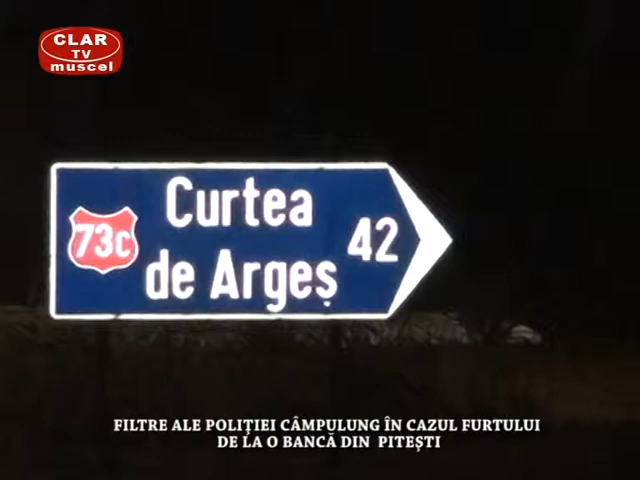 CLAR
TV
muscel
Curtea
73c
42
de Argeș
FILTRE ALE POLIȚIEI CÂMPULUNG ÎN CAZUL FURTULUI
DE LA O BANCĂ DIN PITEȘTI